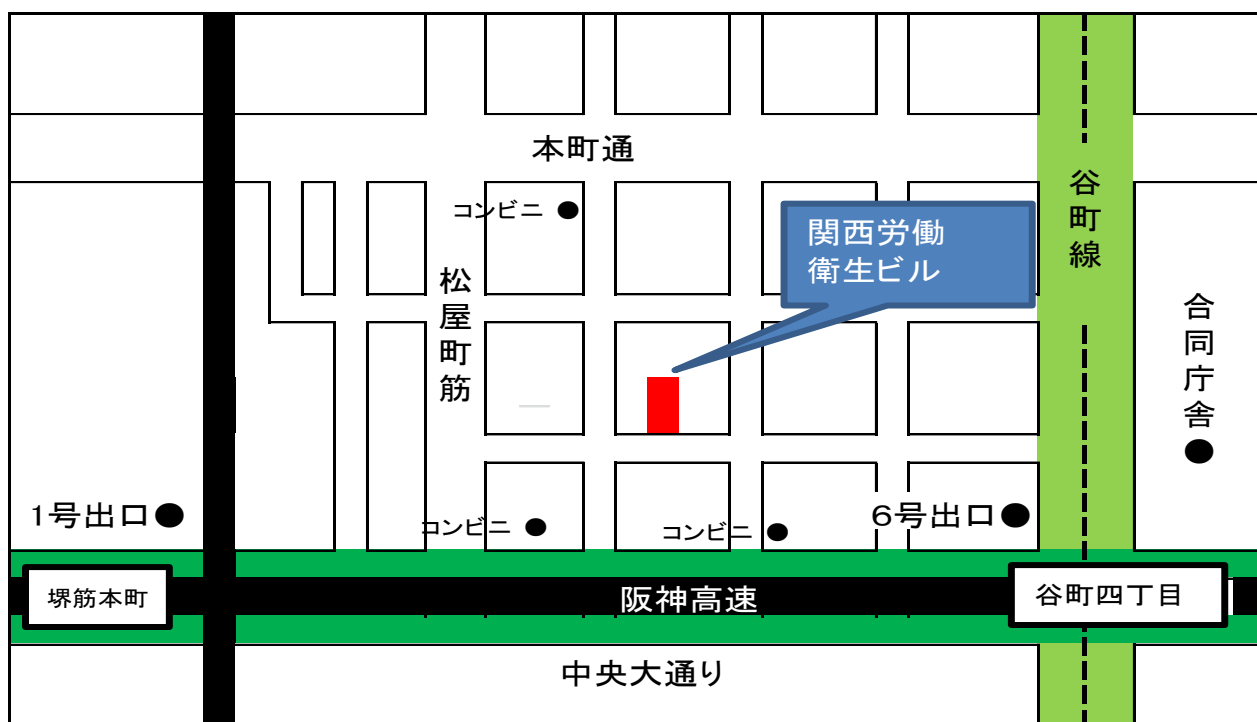 本町通
谷町線
コンビニ
関西労働
衛生ビル
松屋町筋
合同庁舎
1号出口
6号出口
コンビニ
コンビニ
堺筋本町
阪神高速
谷町四丁目
中央大通り